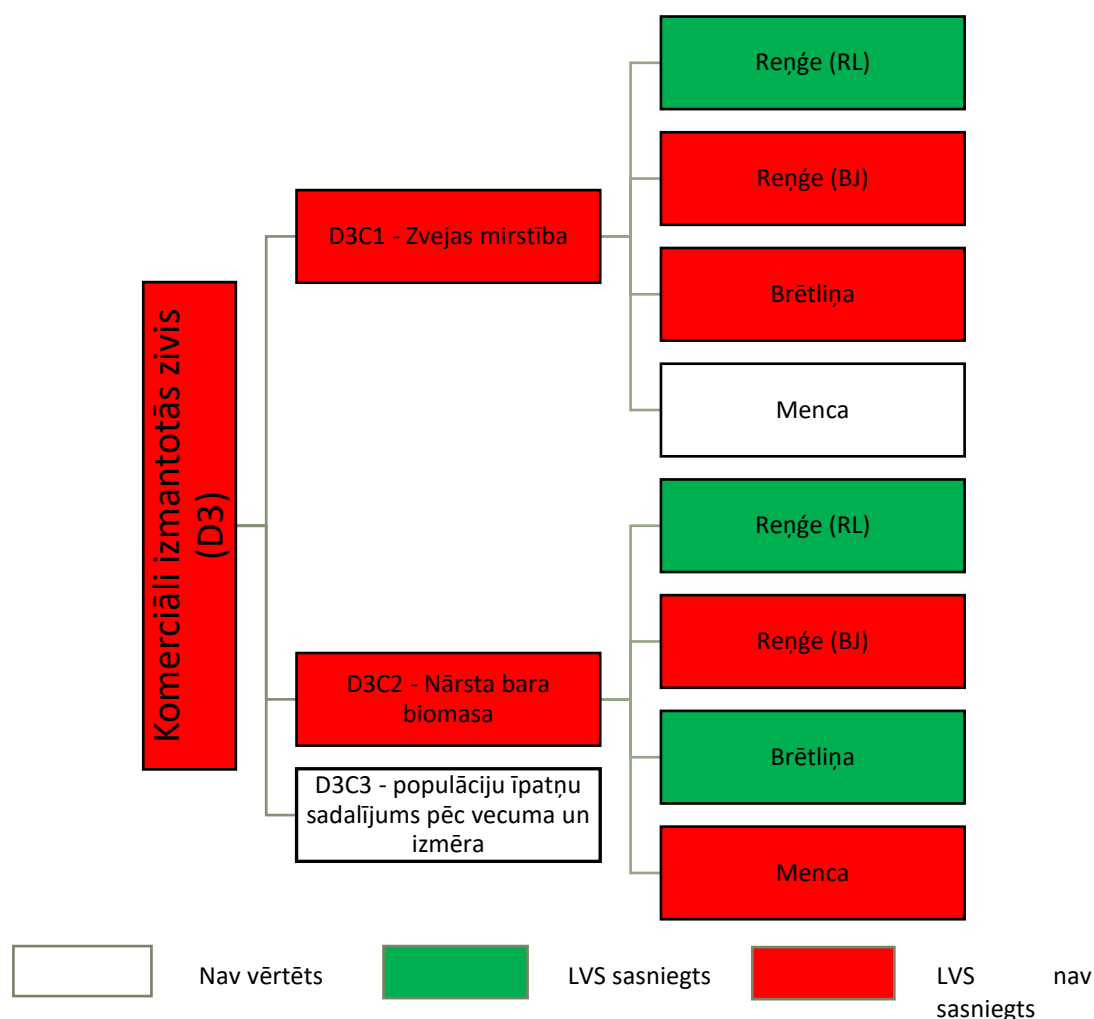 Reņģe (RL)
Reņģe (BJ)
D3C1 - Zvejas mirstība
Brētliņa
Menca
Komerciāli izmantotās zivis
(D3)
Reņģe (RL)
Reņģe (BJ)
D3C2 - Nārsta bara
biomasa
Brētliņa
D3C3 - populāciju īpatņu
sadalījums pēc vecuma un
izmēra
Menca
Nav vērtēts
LVS sasniegts
LVS nav
sasniegts